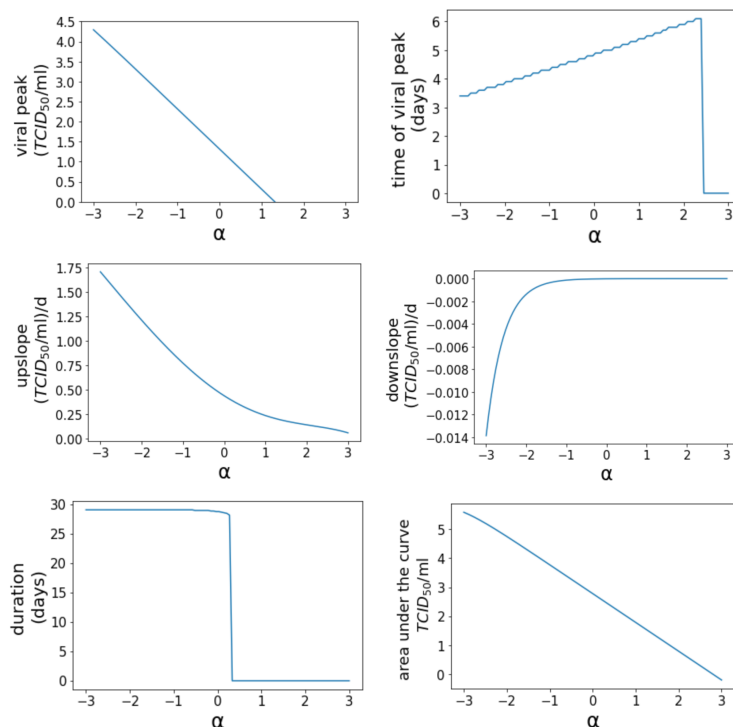 viral peak
(TCID50/ml)
4.5
4.0
3.5
3.0
2.5
2.0
1.5
1.0
0.5
0.0
−3 −2 −1 0 1 2 3
α
time of viral peak
(days)
6
5
4
3
2
1
0
−3 −2 −1 0 1 2 3
α
upslope
(TCID50/ml)/d
1.75
1.50
1.25
1.00
0.75
0.50
0.25
0.00
−3 −2 −1 0 1 2 3
α
downslope
(TCID50/ml)/d
0.000
−0.002
−0.004
−0.006
−0.008
−0.010
−0.012
−0.014
−3 −2 −1 0 1 2 3
α
duration
(days)
30
25
20
15
10
5
0
−3 −2 −1 0 1 2 3
α
area under the curve
TCID50/ml
5
4
3
2
1
0
−3 −2 −1 0 1 2 3
α